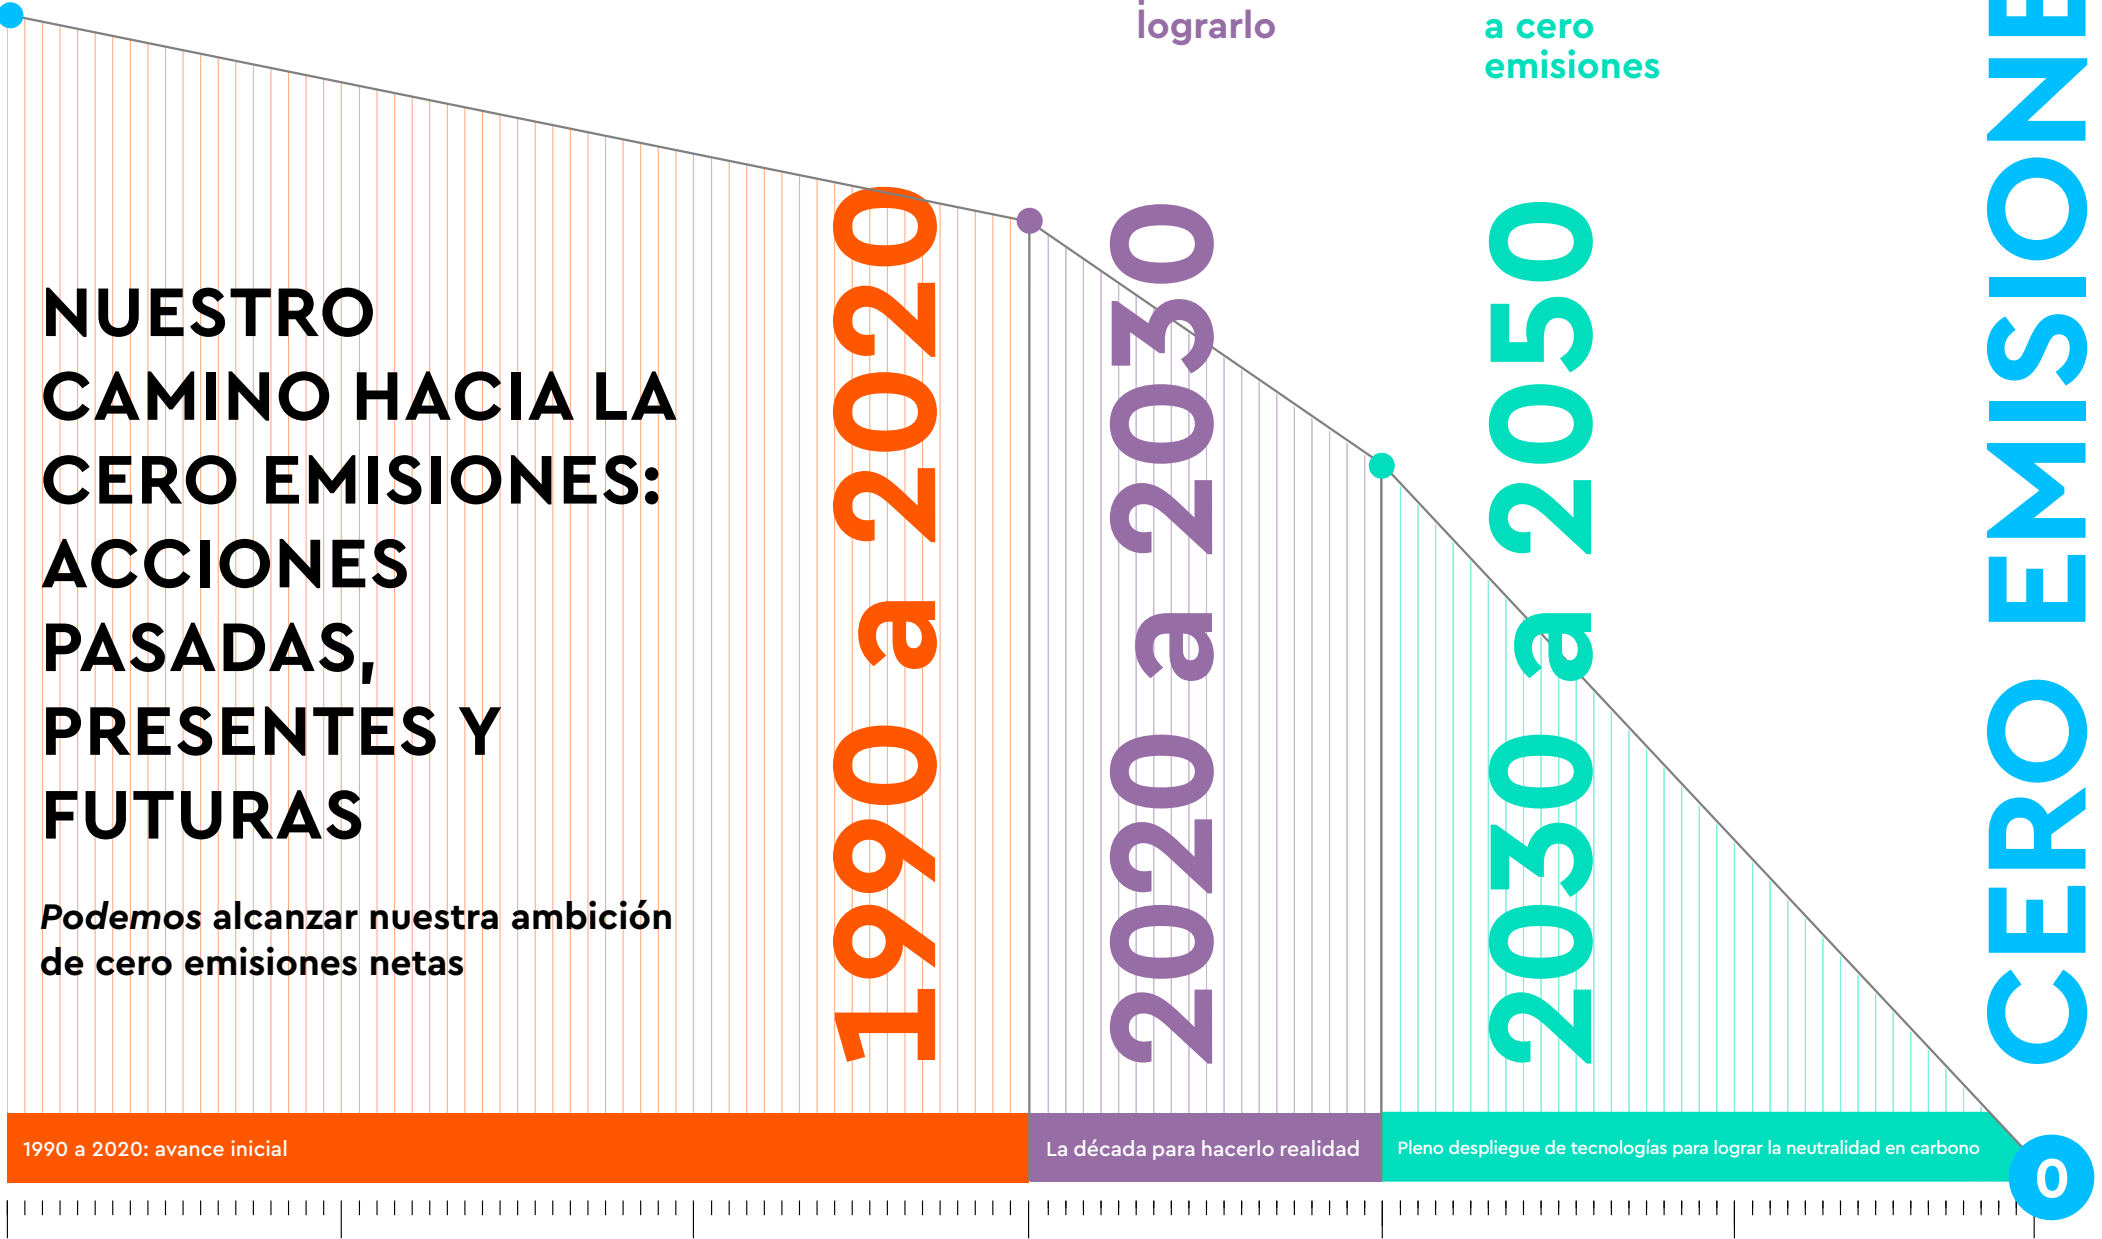 lograrlo
a cero
emisiones
NUESTRO
CAMINO HACIA LA
CERO EMISIONES:
ACCIONES
PASADAS,
PRESENTES Y
FUTURAS
Podemos alcanzar nuestra ambición
de cero emisiones netas
1990 a 2020
2020 a 2030
2030 a 2050
CERO EMISIONE
1990 a 2020: avance inicial
La década para hacerlo realidad
Pleno despliegue de tecnologías para lograr la neutralidad en carbono
0